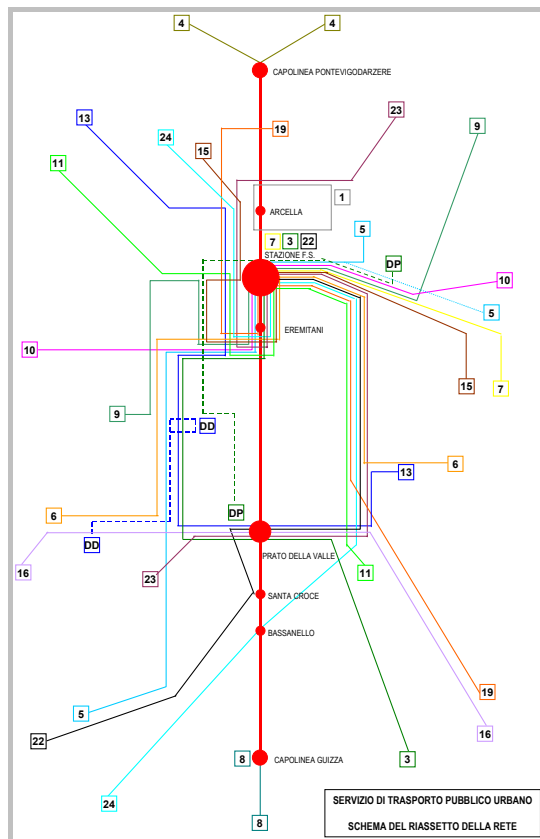 4 4
CAPOLINEA PONTEVIGODARZERE
13
23
24
19
9
15
11
1
ARCELLA
5
7 3 22
STAZIONE F.S.
DP
10
5
EREMITANI
10
15
7
9
DD
6
13
6
DP
DD
16
PRATO DELLA VALLE
11
23
SANTA CROCE
BASSANELLO
19
5
16
22
8
CAPOLINEA GUIZZA
3
24
8
SERVIZIO DI TRASPORTO PUBBLICO URBANO
SCHEMA DEL RIASSETTO DELLA RETE